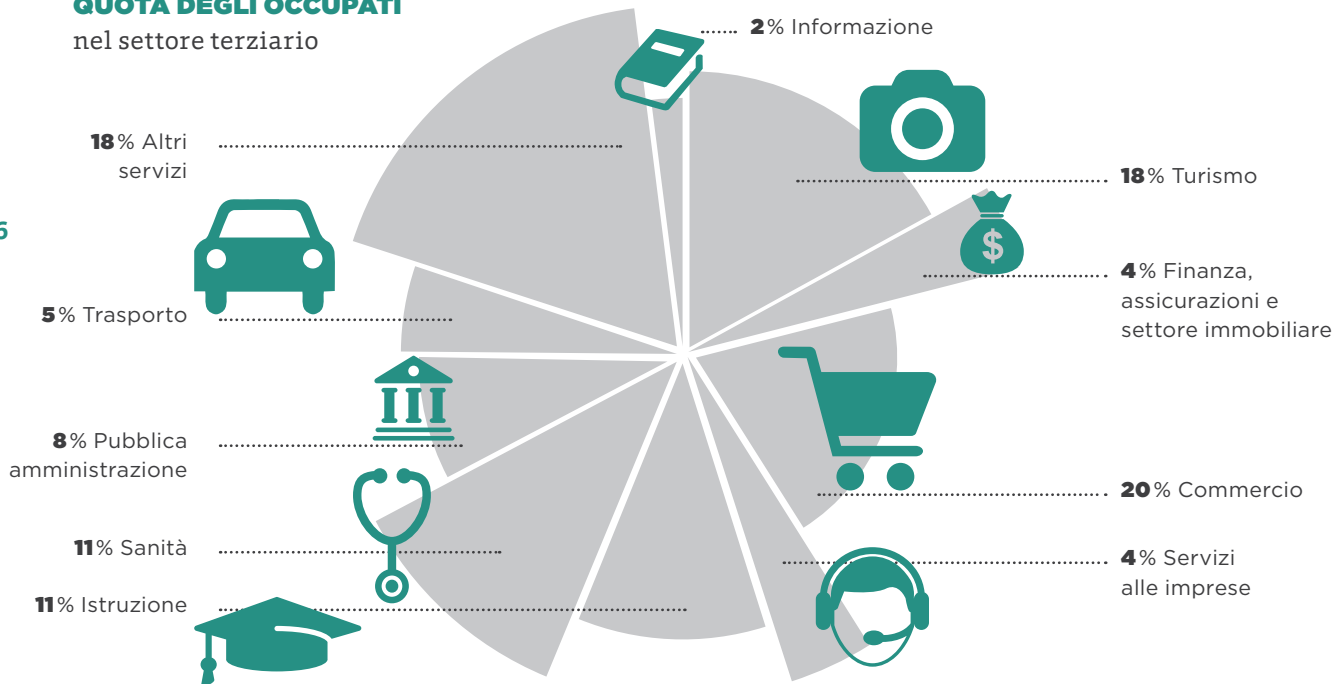 QUOTA DEGLI OCCUPATI
nel settore terziario
2% Informazione
18% Altri
servizi
18% Turismo
6
4% Finanza,
assicurazioni e
settore immobiliare
$
5% Trasporto
8% Pubblica
amministrazione
20% Commercio
11% Sanità
4% Servizi
alle imprese
11% Istruzione